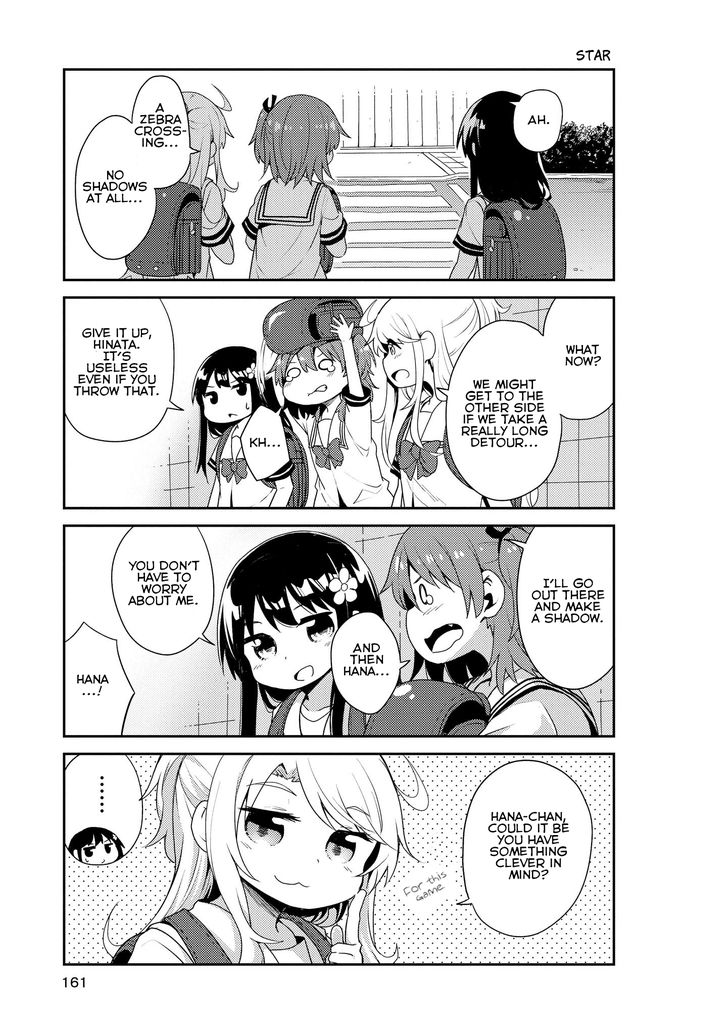 STAR
AH.
A
ZEBRA
CROSS-
ING...
NO
SHADOWS
AT ALL...
WHAT
NOW?
WE MIGHT
GET TO THE
OTHER SIDE
IF WE TAKE A
REALLY LONG
DETOUR...
KH...
GIVE IT UP,
HINATA.
IT'S
USELESS
EVEN IF YOU
THROW THAT.
I'LL GO
OUT THERE
AND MAKE
A SHADOW.
AND
THEN
HANA...
YOU DON'T
HAVE TO
WORRY
ABOUT ME.
HANA
...!
HANA-CHAN,
COULD IT BE
YOU HAVE
SOMETHING
CLEVER IN
MIND?
For this
Game
......
161